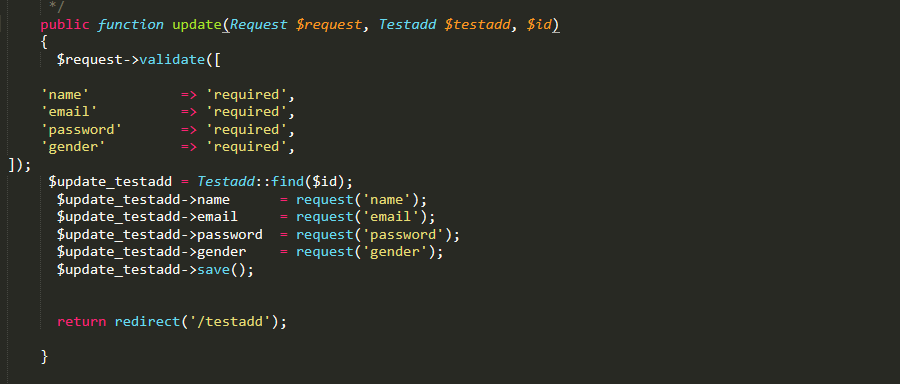 */
public function update(Request $request, Testadd $testadd, $id)
{
$request->validate([
'name' => 'required',
'email' => 'required',
'password' => 'required',
'gender' => 'required',
]);
$update_testadd = Testadd::find($id);
$update_testadd->name = request('name');
$update_testadd->email = request('email');
$update_testadd->password = request('password');
$update_testadd->gender = request('gender');
$update_testadd->save();
return redirect('/testadd');
}